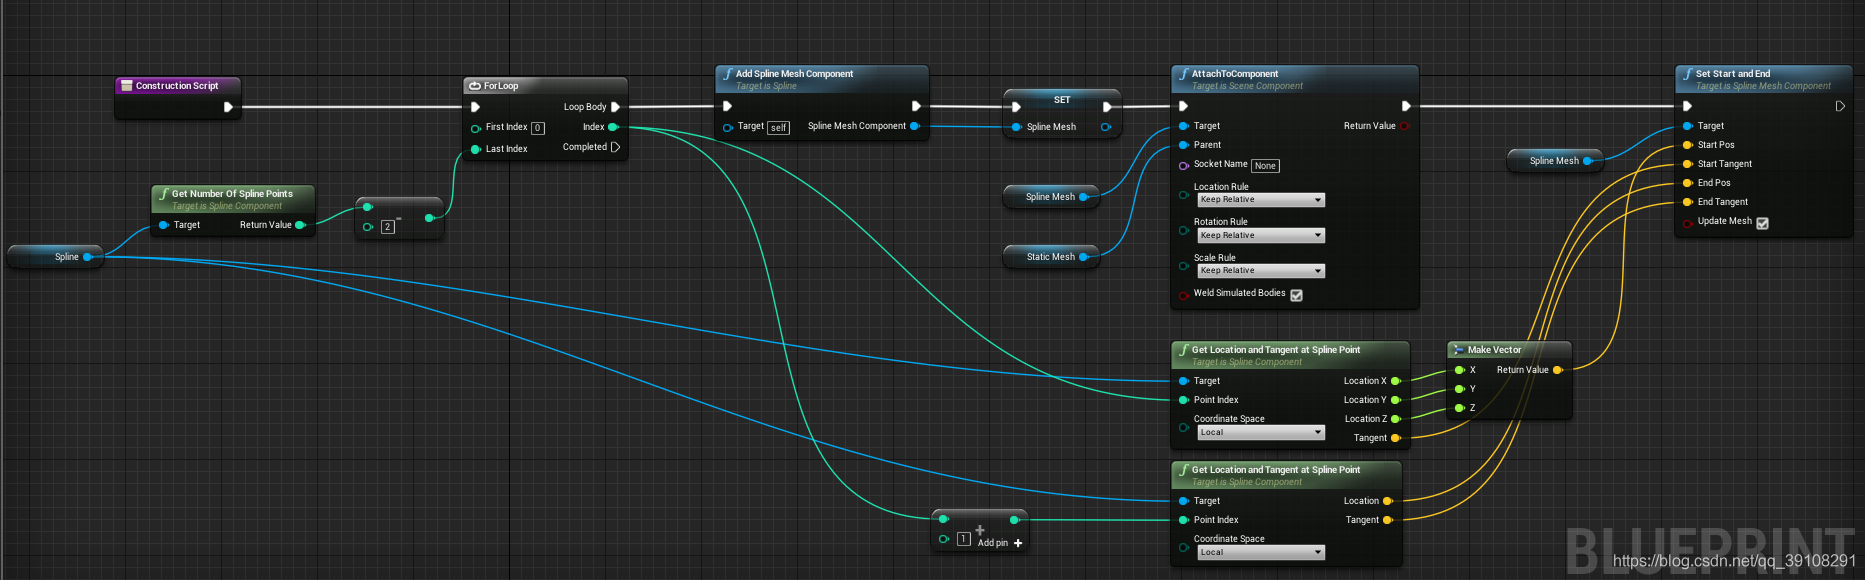 Construction Script
ForLoop
Loop Body
First Index 0
Index
Last Index
Completed
Get Number Of Spline Points
Target is Spline Component
Target
Return Value
-
2
Spline
Add Spline Mesh Component
Target is Spline
Target self
Spline Mesh Component
SET
Spline Mesh
Spline Mesh
Static Mesh
AttachToComponent
Target is Scene Component
Target
Return Value
Parent
Socket Name None
Location Rule
Keep Relative
Rotation Rule
Keep Relative
Scale Rule
Keep Relative
Weld Simulated Bodies
Spline Mesh
Set Start and End
Target is Spline Mesh Component
Target
Start Pos
Start Tangent
End Pos
End Tangent
Update Mesh
Get Location and Tangent at Spline Point
Target is Spline Component
Target
Location X
Point Index
Location Y
Coordinate Space
Location Z
Local
Tangent
Make Vector
X
Return Value
Y
Z
Get Location and Tangent at Spline Point
Target is Spline Component
Target
Location
Point Index
Tangent
Coordinate Space
Local
+
1
Add pin +
BLUEPRINT
https://blog.csdn.net/qq_39108291